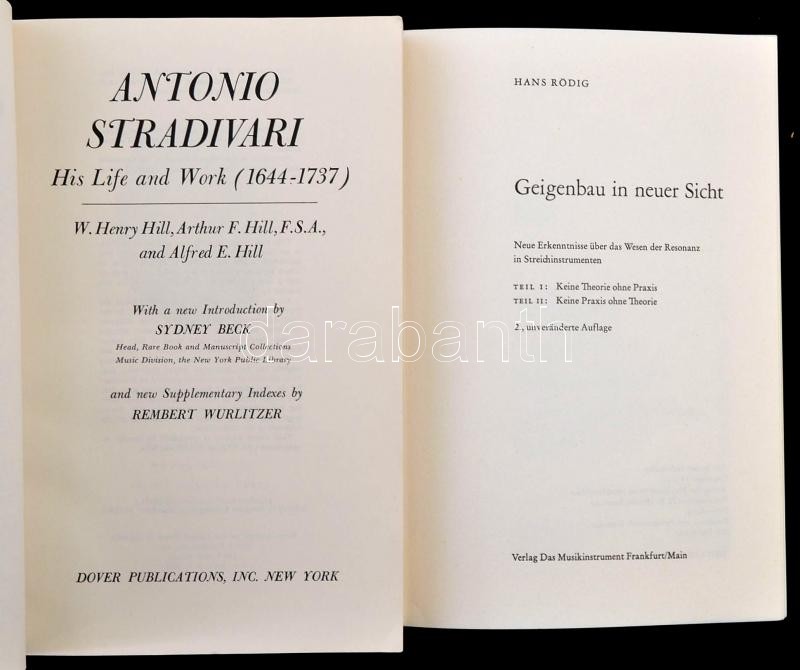 ANTONIO
STRADIVARI
His Life and Work (1644-1737)
W. Henry Hill, Arthur F. Hill, F.S.A.,
and Alfred E. Hill
With a new Introduction by
SYDNEY BECK
Head, Rare Book and Manuscript Collections
Music Division, the New York Public Library
and new Supplementary Indexes by
REMBERT WURLITZER
DOVER PUBLICATIONS, INC. NEW YORK
HANS RÖDIG
Geigenbau in neuer Sicht
Neue Erkenntnisse über das Wesen der Resonanz
in Streichinstrumenten
TEIL I: Keine Theorie ohne Praxis
TEIL II: Keine Praxis ohne Theorie
2., unveränderte Auflage
Verlag Das Musikinstrument Frankfurt/Main
darabanth